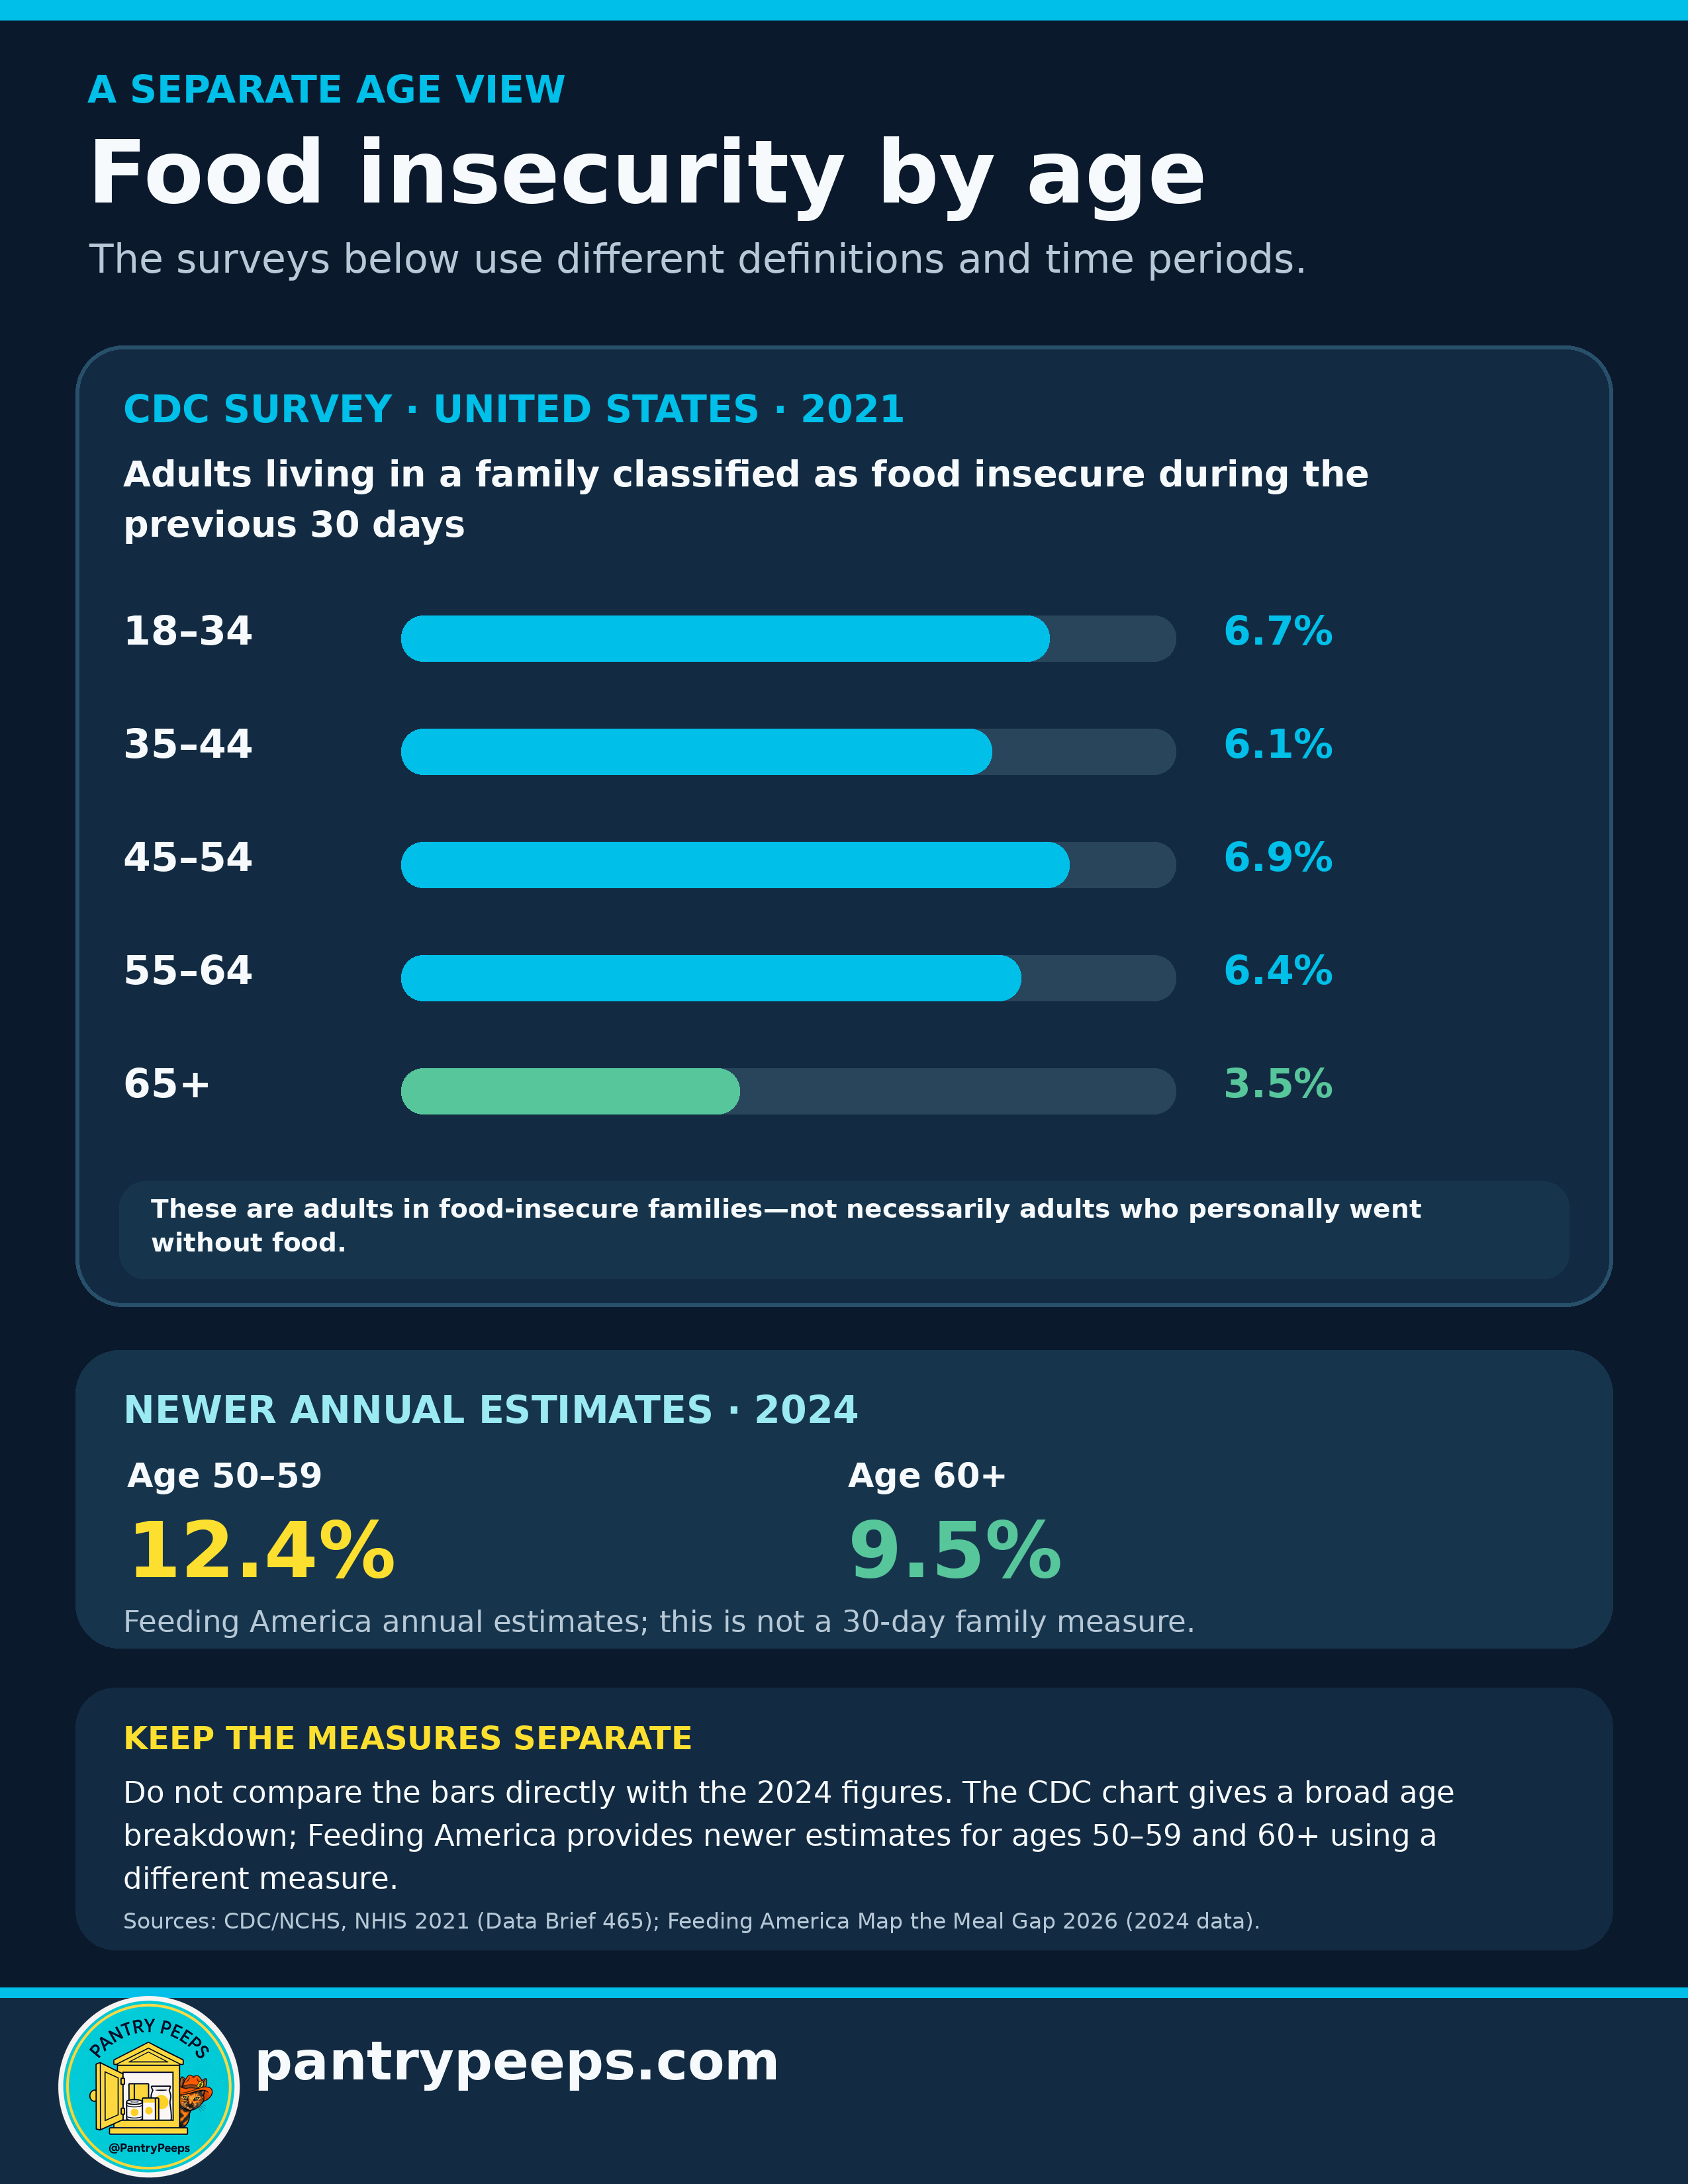 A SEPARATE AGE VIEW
Food insecurity by age
The surveys below use different definitions and time periods.
CDC SURVEY · UNITED STATES · 2021
Adults living in a family classified as food insecure during the
previous 30 days
18–34 6.7%
35–44 6.1%
45–54 6.9%
55–64 6.4%
65+ 3.5%
These are adults in food-insecure families—not necessarily adults who personally went
without food.
NEWER ANNUAL ESTIMATES · 2024
Age 50–59 Age 60+
12.4% 9.5%
Feeding America annual estimates; this is not a 30-day family measure.
KEEP THE MEASURES SEPARATE
Do not compare the bars directly with the 2024 figures. The CDC chart gives a broad age
breakdown; Feeding America provides newer estimates for ages 50–59 and 60+ using a
different measure.
Sources: CDC/NCHS, NHIS 2021 (Data Brief 465); Feeding America Map the Meal Gap 2026 (2024 data).
PANTRY PEEPS
@PantryPeeps
pantrypeeps.com